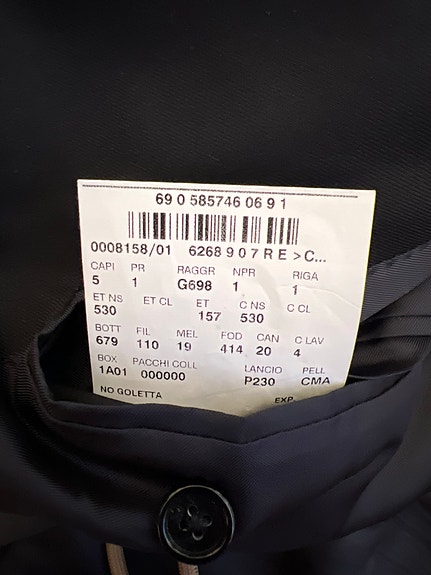 69 0 585746 0 6 9 1
0008158/01 6268 9 0 7 R E >C...
CAPI PR RAGGR NPR RIGA
5 1 G698 1 1
ET NS ET CL ET C NS C CL
530 157 530
BOTT FIL MEL FOD CAN C LAV
679 110 19 414 20 4
BOX PACCHI COLL LANCIO PELL
1A01 000000 P230 CMA
NO GOLETTA EXP